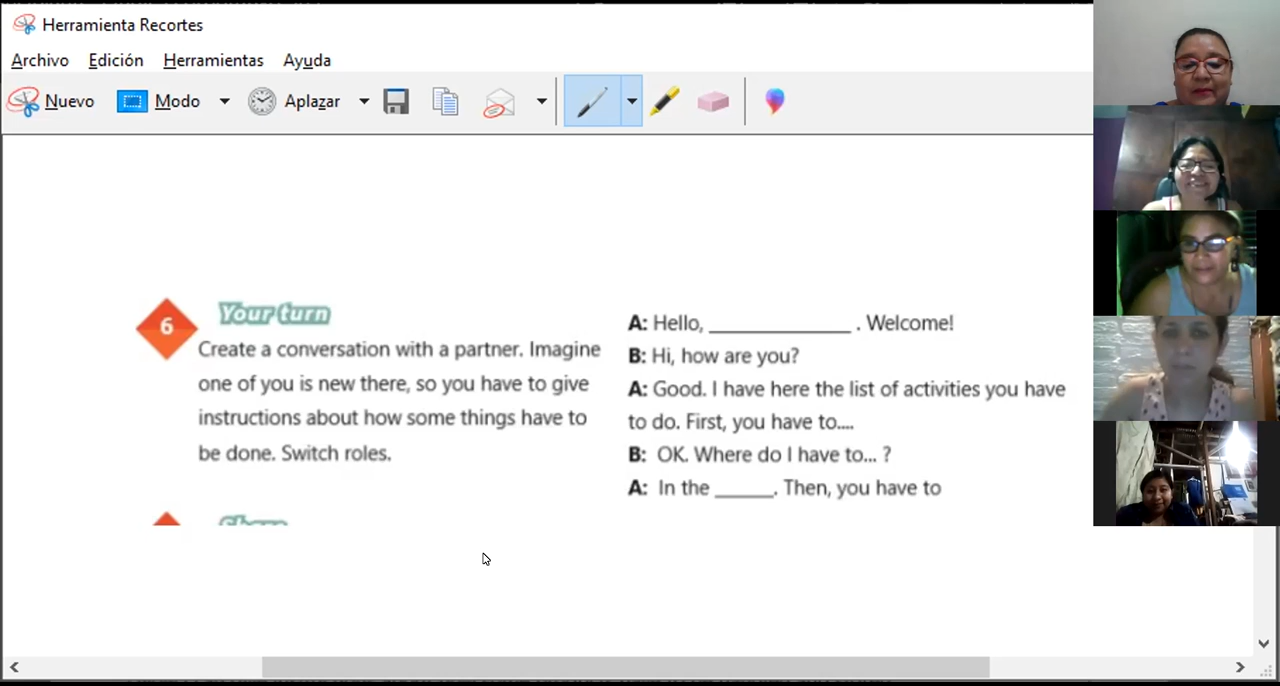 Herramienta Recortes
Archivo Edición Herramientas Ayuda
Nuevo Modo Aplazar
6
Your turn
Create a conversation with a partner. Imagine
one of you is new there, so you have to give
instructions about how some things have to
be done. Switch roles.
A: Hello, ______________ . Welcome!
B: Hi, how are you?
A: Good. I have here the list of activities you have
to do. First, you have to....
B: OK. Where do I have to... ?
A: In the ______. Then, you have to